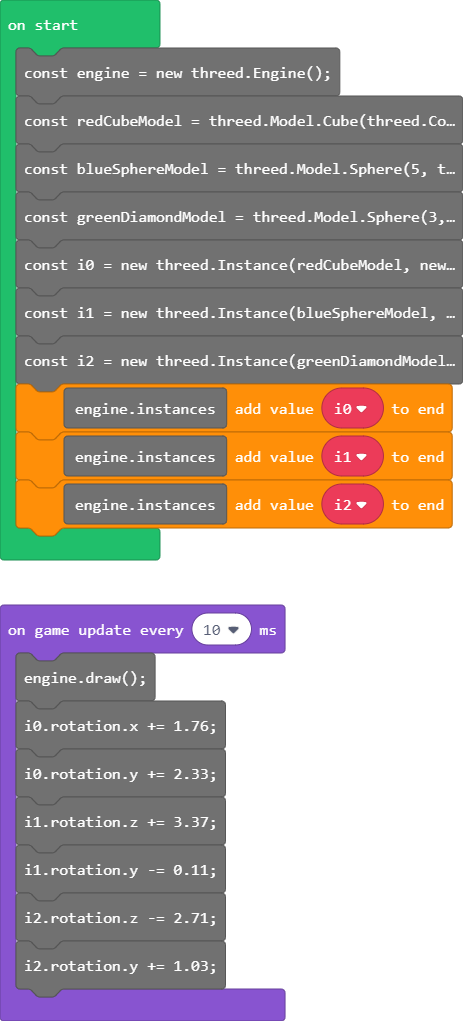 on start
const engine = new threed.Engine();
const redCubeModel = threed.Model.Cube(threed.Co…
const blueSphereModel = threed.Model.Sphere(5, t…
const greenDiamondModel = threed.Model.Sphere(3,…
const i0 = new threed.Instance(redCubeModel, new…
const i1 = new threed.Instance(blueSphereModel, …
const i2 = new threed.Instance(greenDiamondModel…
engine.instances add value i0 to end
engine.instances add value i1 to end
engine.instances add value i2 to end
on game update every 10 ms
engine.draw();
i0.rotation.x += 1.76;
i0.rotation.y += 2.33;
i1.rotation.z += 3.37;
i1.rotation.y -= 0.11;
i2.rotation.z -= 2.71;
i2.rotation.y += 1.03;